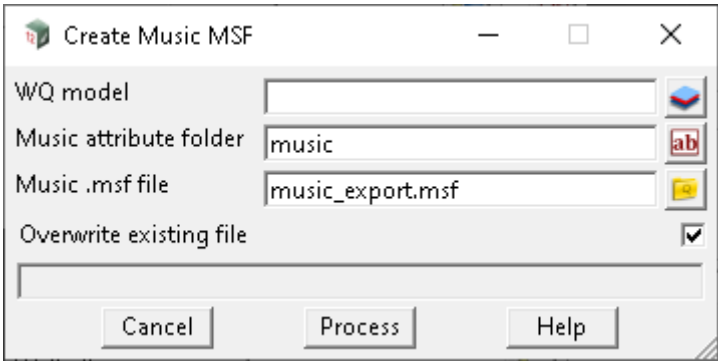 Create Music MSF
WQ model
Music attribute folder music ab
Music .msf file music_export.msf
Overwrite existing file
Cancel Process Help